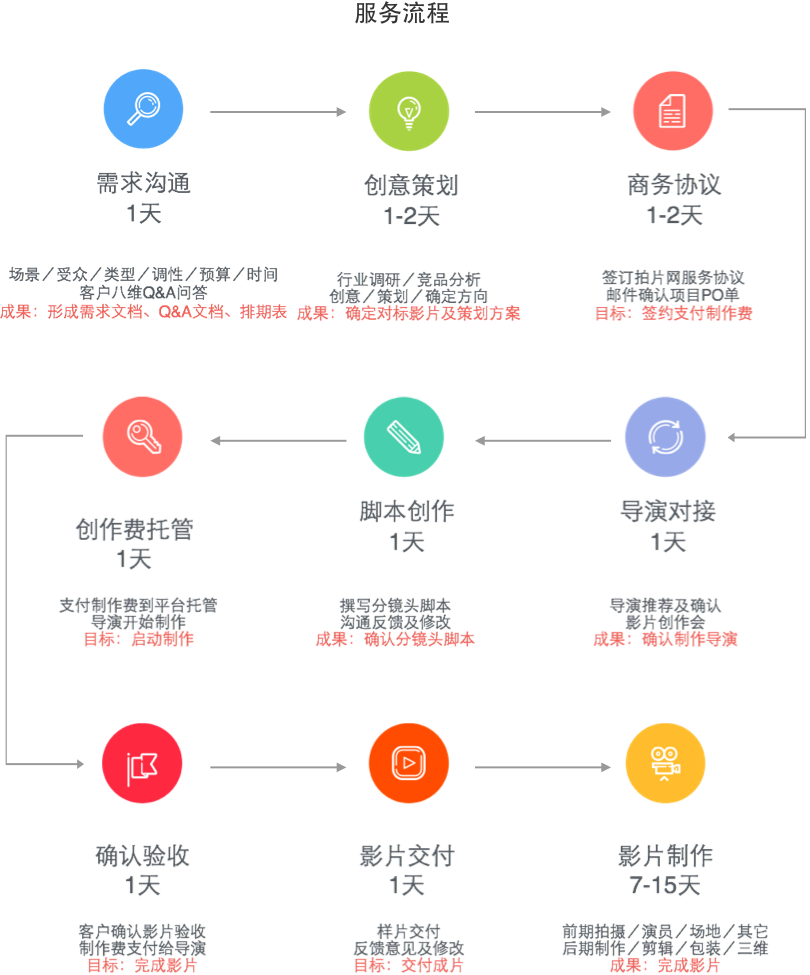 服务流程
需求沟通
1天
场景／受众／类型／调性／预算／时间
客户八维Q&A问答
成果：形成需求文档、Q&A文档、排期表
创意策划
1-2天
行业调研／竞品分析
创意／策划／确定方向
成果：确定对标影片及策划方案
商务协议
1-2天
签订拍片网服务协议
邮件确认项目PO单
目标：签约支付制作费
导演对接
1天
导演推荐及确认
影片创作会
成果：确认制作导演
脚本创作
1天
撰写分镜头脚本
沟通反馈及修改
成果：确认分镜头脚本
创作费托管
1天
支付制作费到平台托管
导演开始制作
目标：启动制作
确认验收
1天
客户确认影片验收
制作费支付给导演
目标：完成影片
影片交付
1天
样片交付
反馈意见及修改
目标：交付成片
影片制作
7-15天
前期拍摄／演员／场地／其它
后期制作／剪辑／包装／三维
成果：完成影片